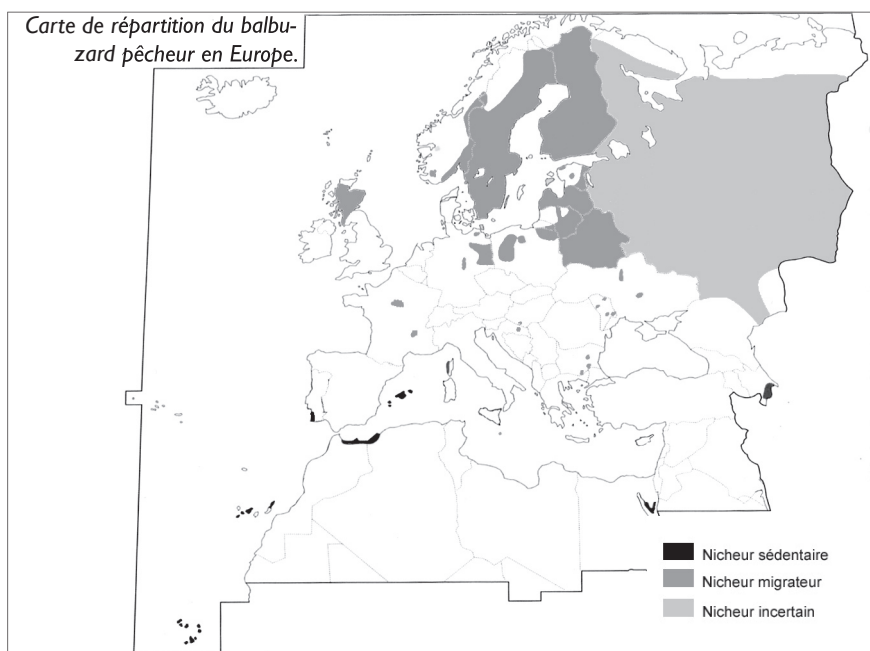 Carte de répartition du balbu-
zard pêcheur en Europe.
Nicheur sédentaire
Nicheur migrateur
Nicheur incertain